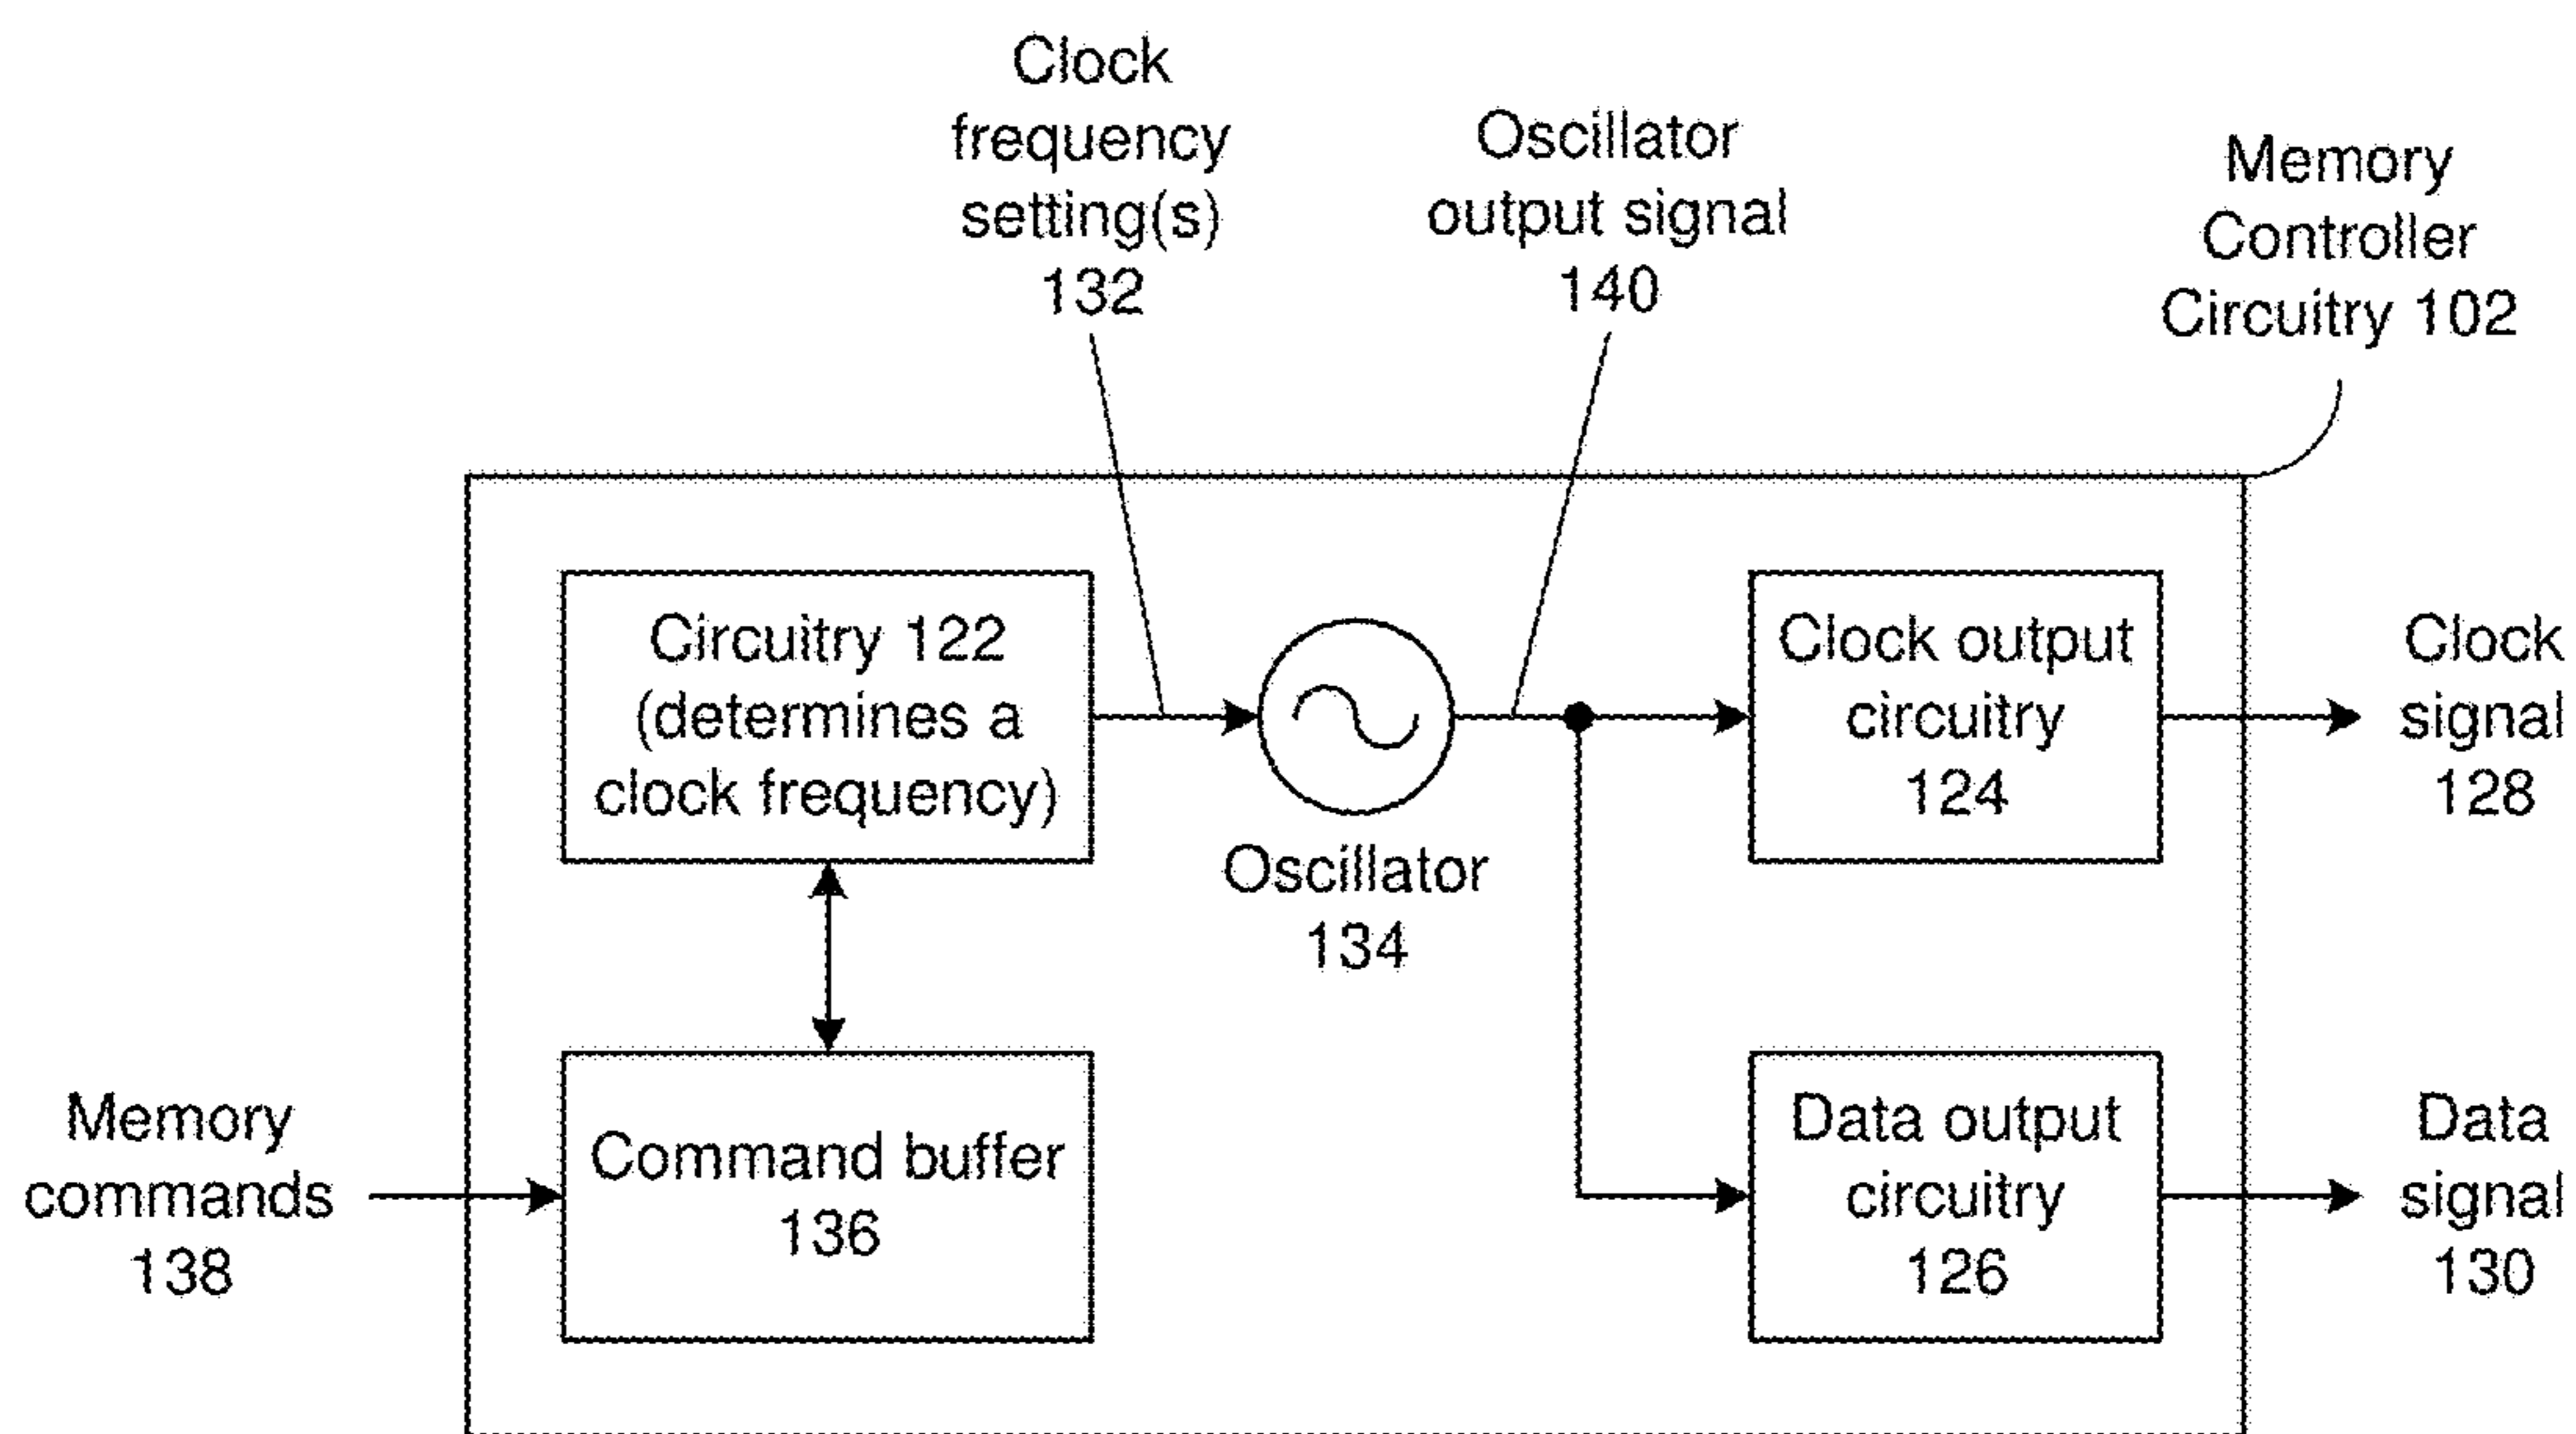 Clock
frequency
setting(s)
132
Oscillator
output signal
140
Memory
Controller
Circuitry 102
Circuitry 122
(determines a
clock frequency)
Oscillator
134
Clock output
circuitry
124
Clock
signal
128
Memory
commands
138
Command buffer
136
Data output
circuitry
126
Data
signal
130